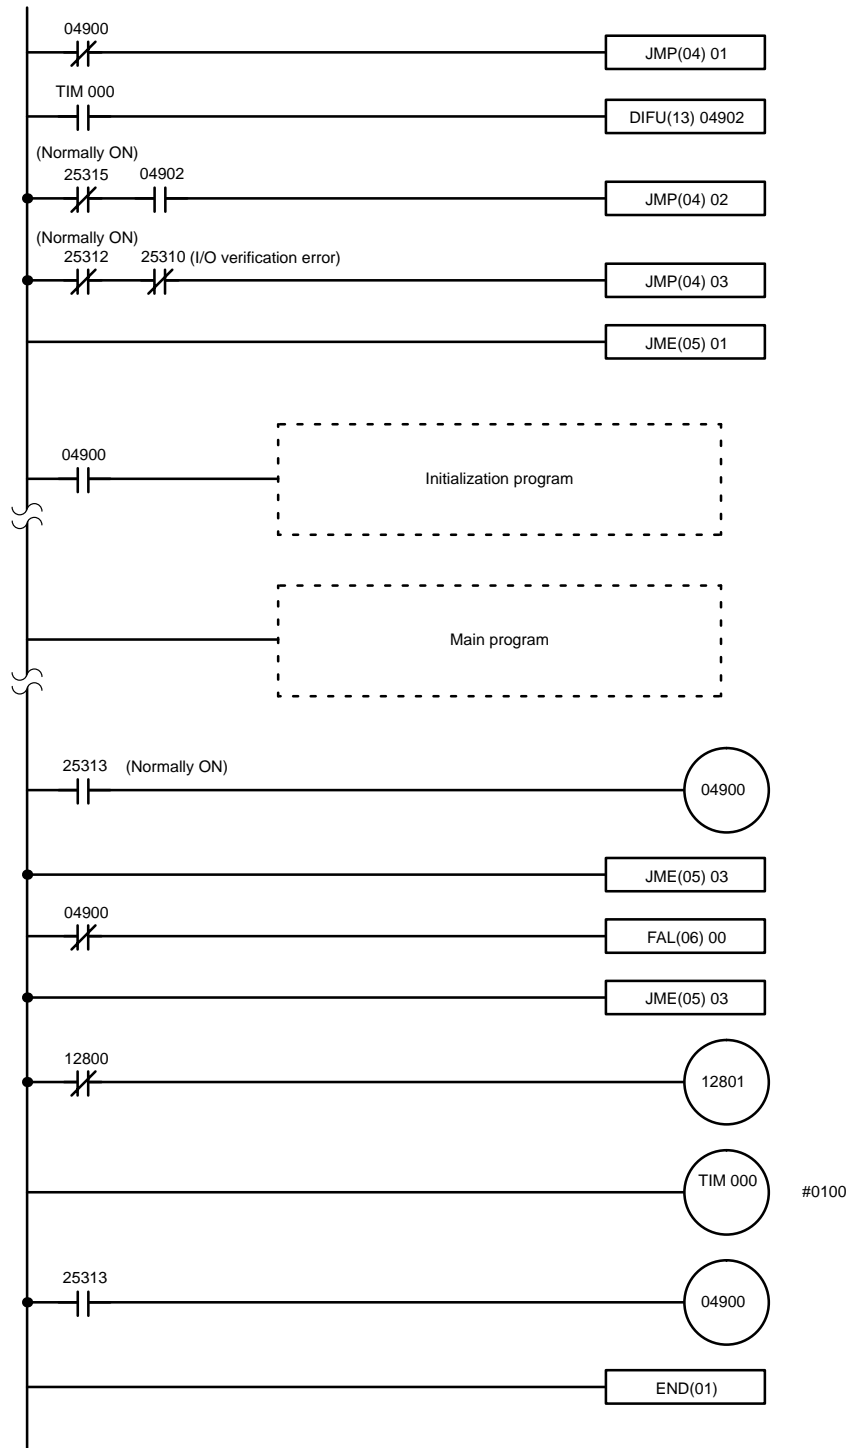 04900
JMP(04) 01
TIM 000
DIFU(13) 04902
(Normally ON)
25315 04902
JMP(04) 02
(Normally ON)
25312 25310 (I/O verification error)
JMP(04) 03
JME(05) 01
04900
Initialization program
Main program
25313 (Normally ON)
04900
JME(05) 03
04900
FAL(06) 00
JME(05) 03
12800
12801
TIM 000 #0100
25313
04900
END(01)